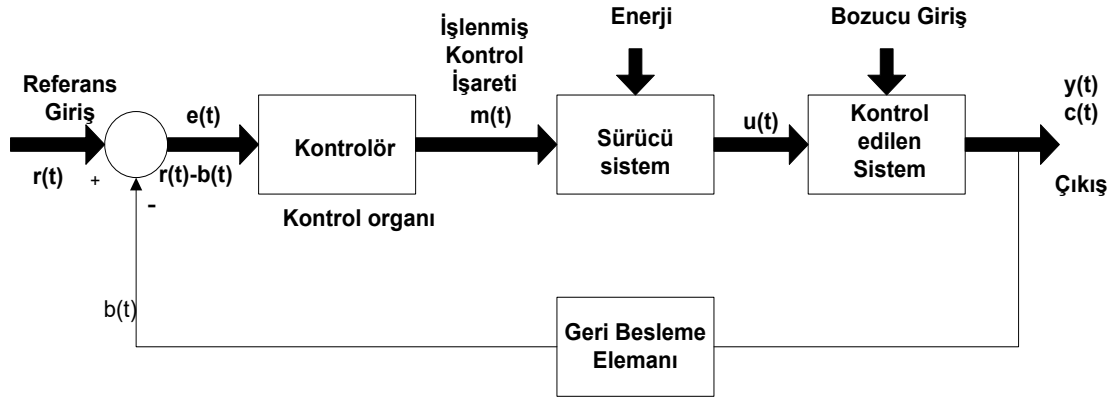 Enerji
Bozucu Giriş
İşlenmiş
Kontrol
İşareti
m(t)
Referans
Giriş
r(t)
+
-
e(t)
r(t)-b(t)
Kontrolör
Kontrol organı
Sürücü
sistem
u(t)
Kontrol
edilen
Sistem
y(t)
c(t)
Çıkış
b(t)
Geri Besleme
Elemanı